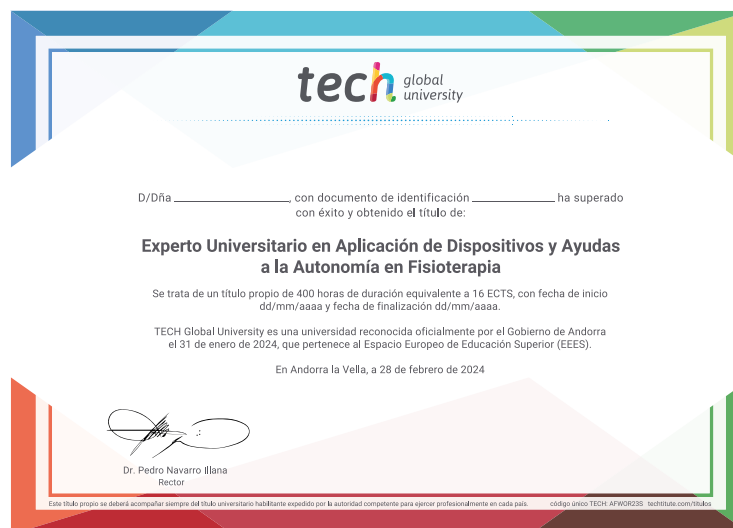 tech global university
D/Dña ____________________, con documento de identificación ______________ ha superado
con éxito y obtenido el título de:
Experto Universitario en Aplicación de Dispositivos y Ayudas
a la Autonomía en Fisioterapia
Se trata de un título propio de 400 horas de duración equivalente a 16 ECTS, con fecha de inicio
dd/mm/aaaa y fecha de finalización dd/mm/aaaa.
TECH Global University es una universidad reconocida oficialmente por el Gobierno de Andorra
el 31 de enero de 2024, que pertenece al Espacio Europeo de Educación Superior (EEES).
En Andorra la Vella, a 28 de febrero de 2024
Dr. Pedro Navarro Illana
Rector
Este título propio se deberá acompañar siempre del título universitario habilitante expedido por la autoridad competente para ejercer profesionalmente en cada país. código único TECH: AFWOR23S techtitute.com/titulos